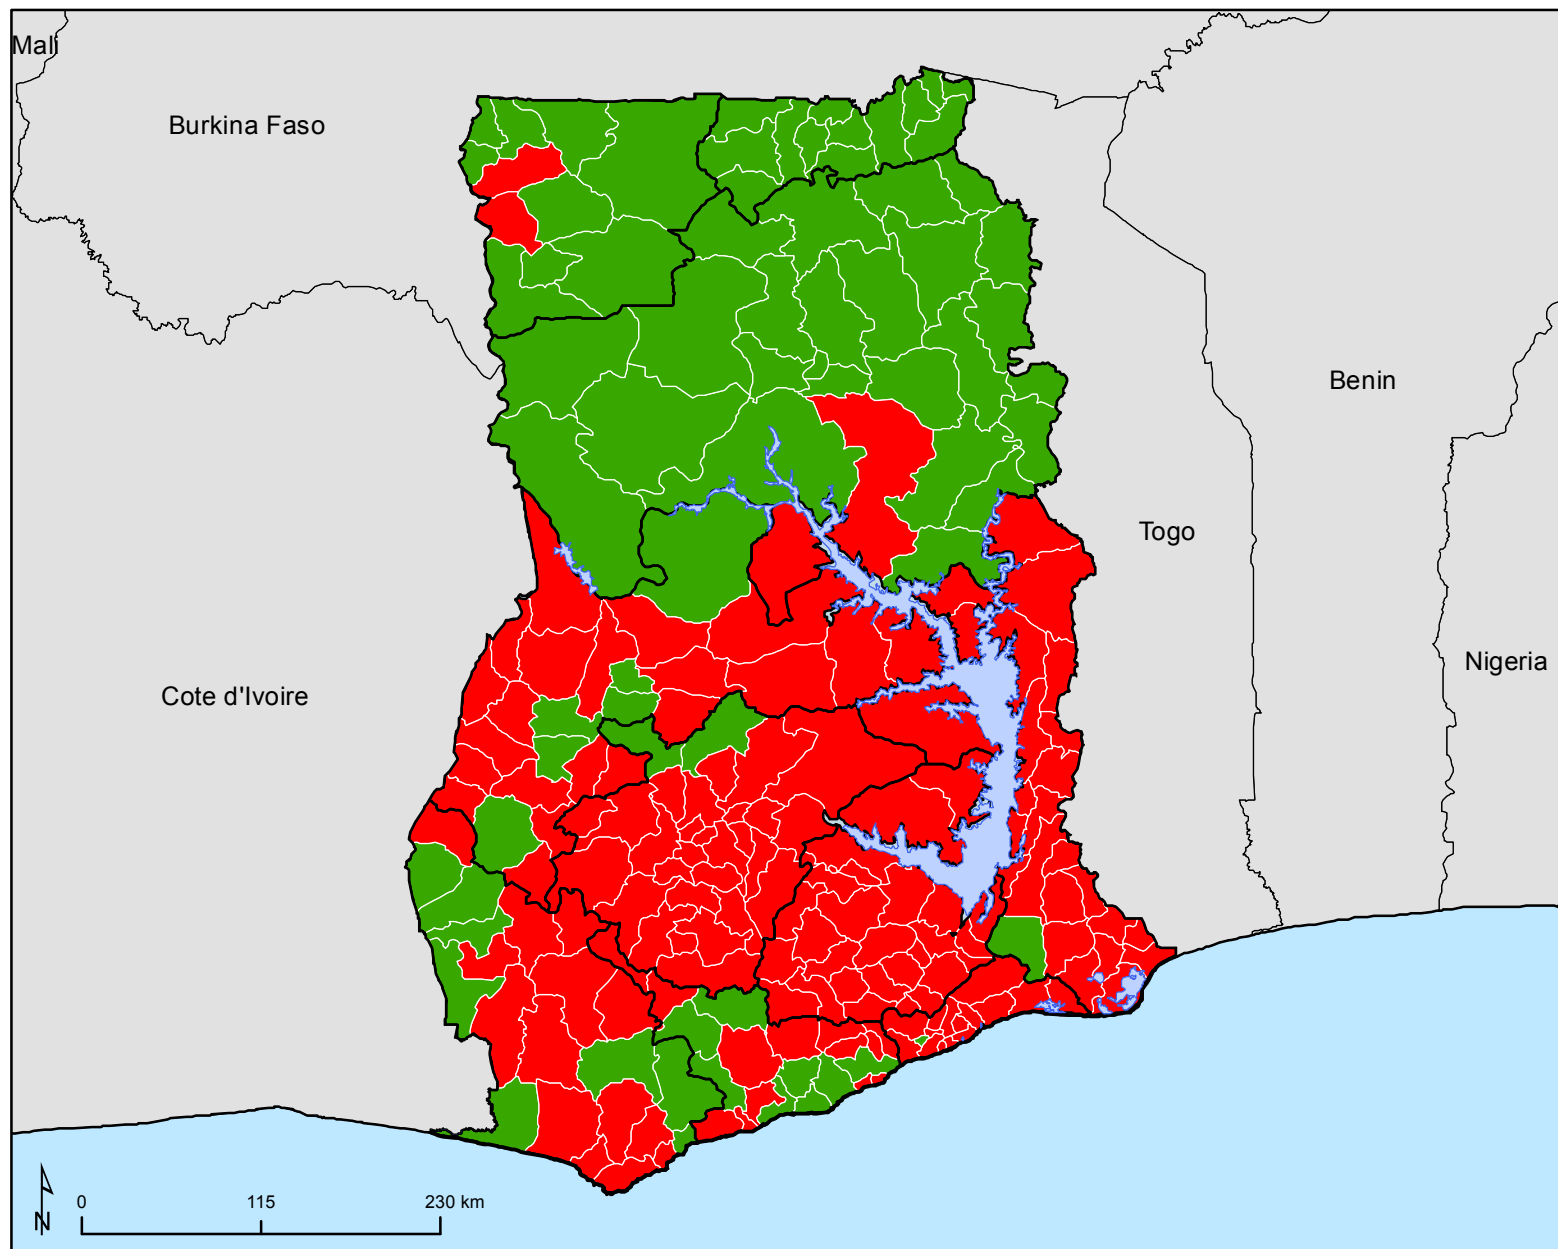 Mali
Burkina Faso
Benin
Togo
Nigeria
Cote d'Ivoire
N
0 115 230 km